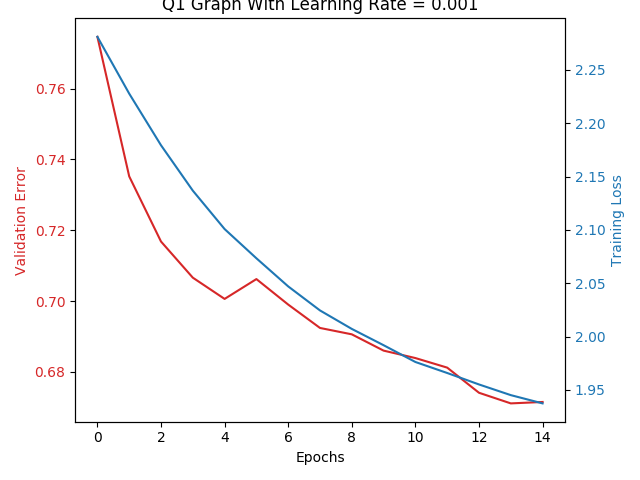 Q1 Graph With Learning Rate = 0.001
0.76
0.74
0.72
0.70
0.68
Validation Error
2.25
2.20
2.15
2.10
2.05
2.00
1.95
Training Loss
0 2 4 6 8 10 12 14
Epochs